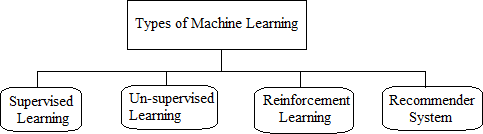 Types of Machine Learning
Supervised
Learning
Un-supervised
Learning
Reinforcement
Learning
Recommender
System